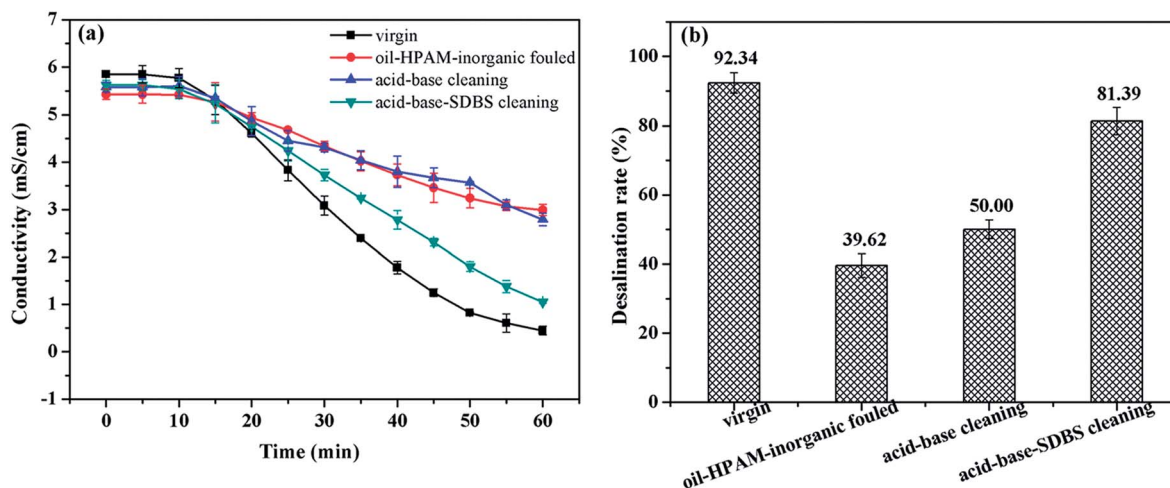 (a)
virgin
oil-HPAM-inorganic fouled
acid-base cleaning
acid-base-SDBS cleaning
7
6
5
4
3
2
1
0
-1
Conductivity (mS/cm)
0 10 20 30 40 50 60
Time (min)
(b)
92.34
39.62
50.00
81.39
100
80
60
40
20
0
Desalination rate (%)
virgin
oil-HPAM-inorganic fouled
acid-base cleaning
acid-base-SDBS cleaning